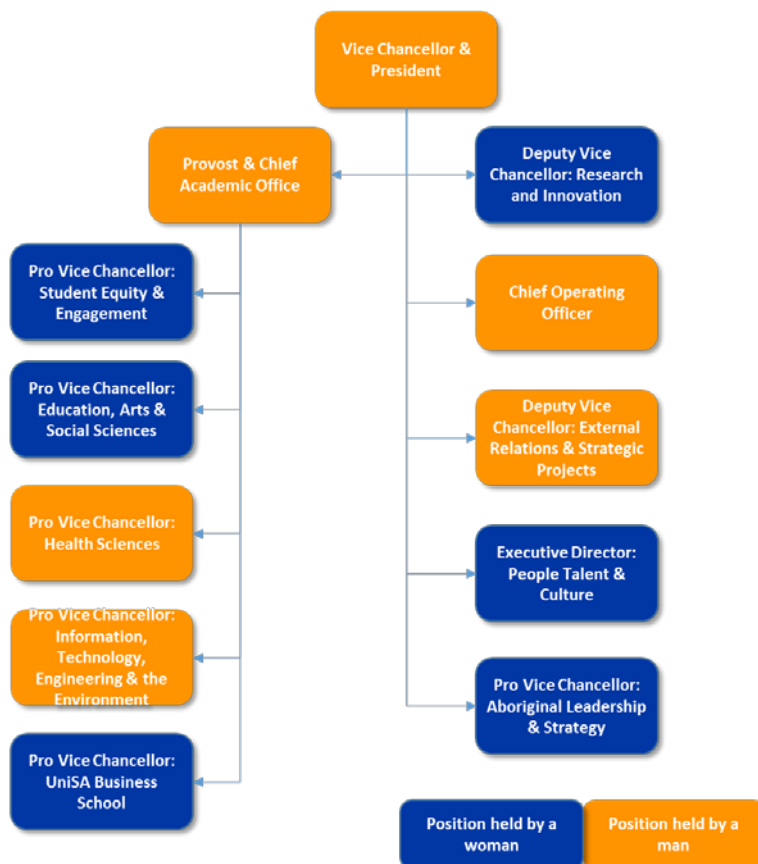 Vice Chancellor &
President
Provost & Chief
Academic Office
Deputy Vice
Chancellor: Research
and Innovation
Pro Vice Chancellor:
Student Equity &
Engagement
Chief Operating
Officer
Pro Vice Chancellor:
Education, Arts &
Social Sciences
Deputy Vice
Chancellor: External
Relations & Strategic
Projects
Pro Vice Chancellor:
Health Sciences
Executive Director:
People Talent &
Culture
Pro Vice Chancellor:
Information,
Technology,
Engineering & the
Environment
Pro Vice Chancellor:
Aboriginal Leadership
& Strategy
Pro Vice Chancellor:
UniSA Business
School
Position held by a
woman
Position held by a
man